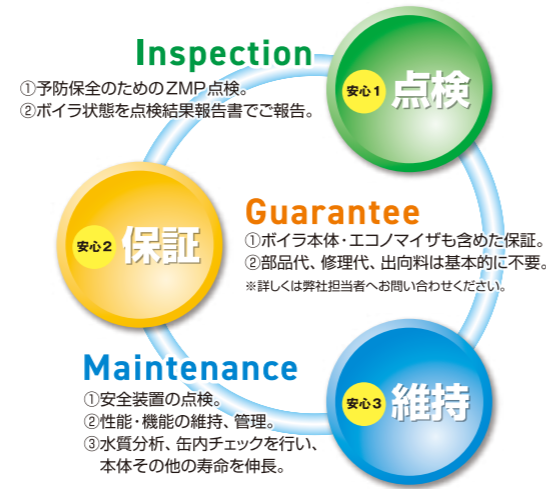 Inspection
①予防保全のためのZMP点検。
②ボイラ状態を点検結果報告書でご報告。
安心1
点検
安心2
保証
Guarantee
①ボイラ本体・エコノマイザも含めた保証。
②部品代、修理代、出向料は基本的に不要。
※詳しくは弊社担当者へお問い合わせください。
Maintenance
①安全装置の点検。
②性能・機能の維持、管理。
③水質分析、缶内チェックを行い、
本体その他の寿命を伸長。
安心3
維持